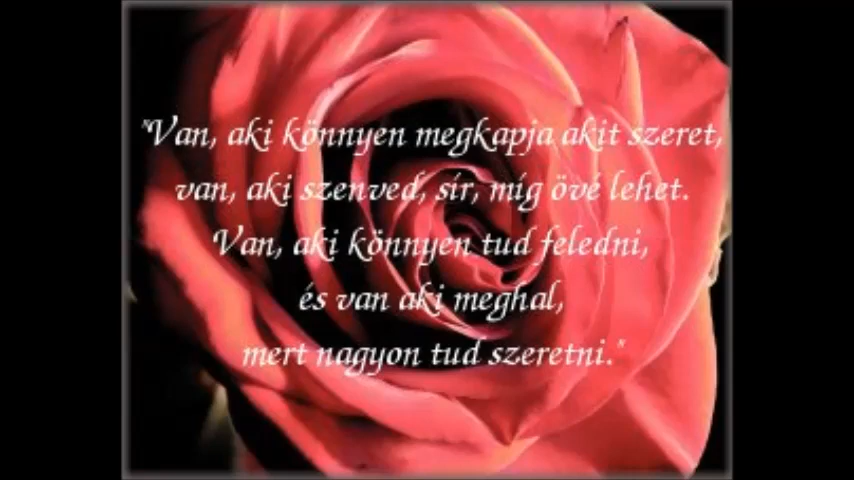 "Van, aki könnyen megkapja akit szeret,
van, aki szenved, sír, míg övé lehet.
Van, aki könnyen tud feledni,
és van aki meghal,
mert nagyon tud szeretni."